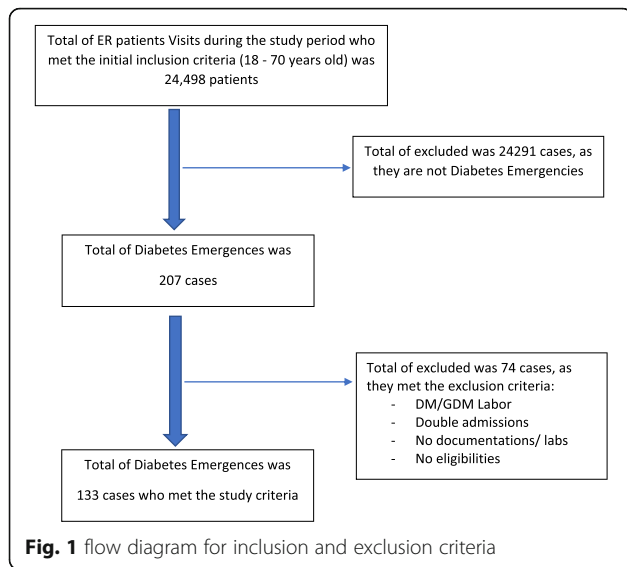 Total of ER patients Visits during the study period who
met the initial inclusion criteria (18 - 70 years old) was
24,498 patients
Total of excluded was 24291 cases, as
they are not Diabetes Emergencies
Total of Diabetes Emergences was
207 cases
Total of excluded was 74 cases, as
they met the exclusion criteria:
- DM/GDM Labor
- Double admissions
- No documentations/ labs
- No eligibilities
Total of Diabetes Emergences was
133 cases who met the study criteria
Fig. 1 flow diagram for inclusion and exclusion criteria